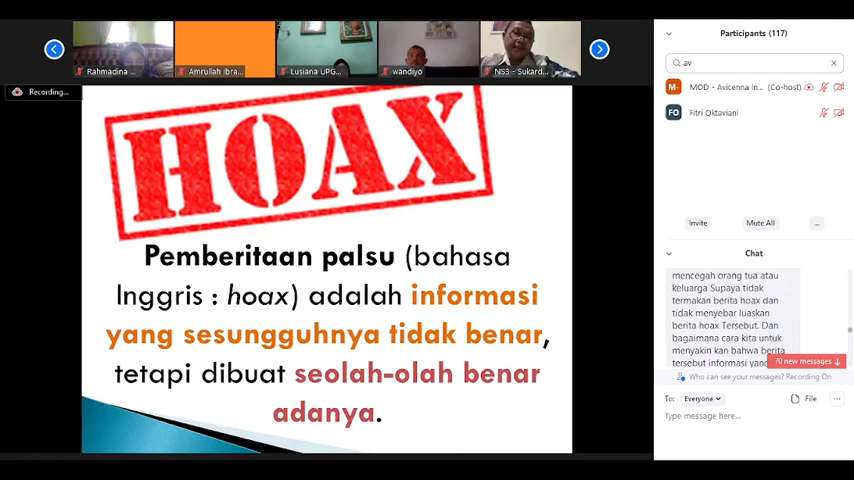 Rahmadina ...
Amrullah Ibra...
Lusiana UPG...
wandiyo
NS3 - Sukard...
Recording...
HOAX
Pemberitaan palsu (bahasa
Inggris : hoax) adalah informasi
yang sesungguhnya tidak benar,
tetapi dibuat seolah-olah benar
adanya.
Participants (117)
av
M- MOD - Avicenna In... (Co-host)
FO Fitri Oktaviani
Invite Mute All ...
Chat
mencegah orang tua atau
keluarga Supaya tidak
termakan berita hoax dan
tidak menyebar luaskan
berita hoax Tersebut. Dan
bagaimana cara kita untuk
menyakin kan bahwa berita
tersebut informasi yang
70 new messages
Who can see your messages? Recording On
To: Everyone File ...
Type message here...